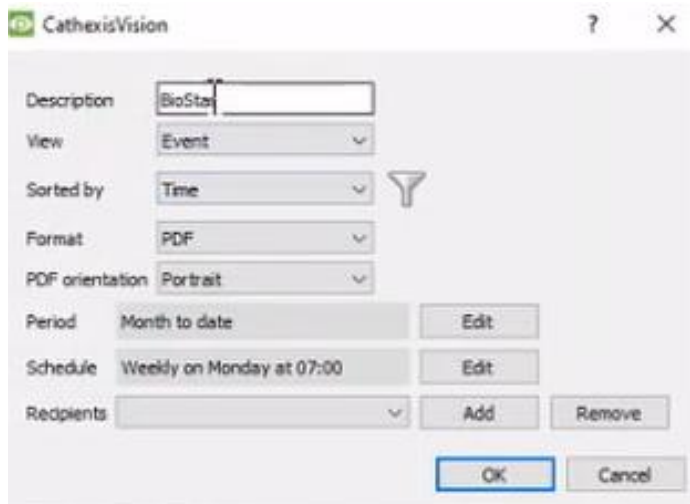 CathexisVision ? ×
Description BioStar
View Event
Sorted by Time
Format PDF
PDF orientation Portrait
Period Month to date Edit
Schedule Weekly on Monday at 07:00 Edit
Recipients Add Remove
OK Cancel